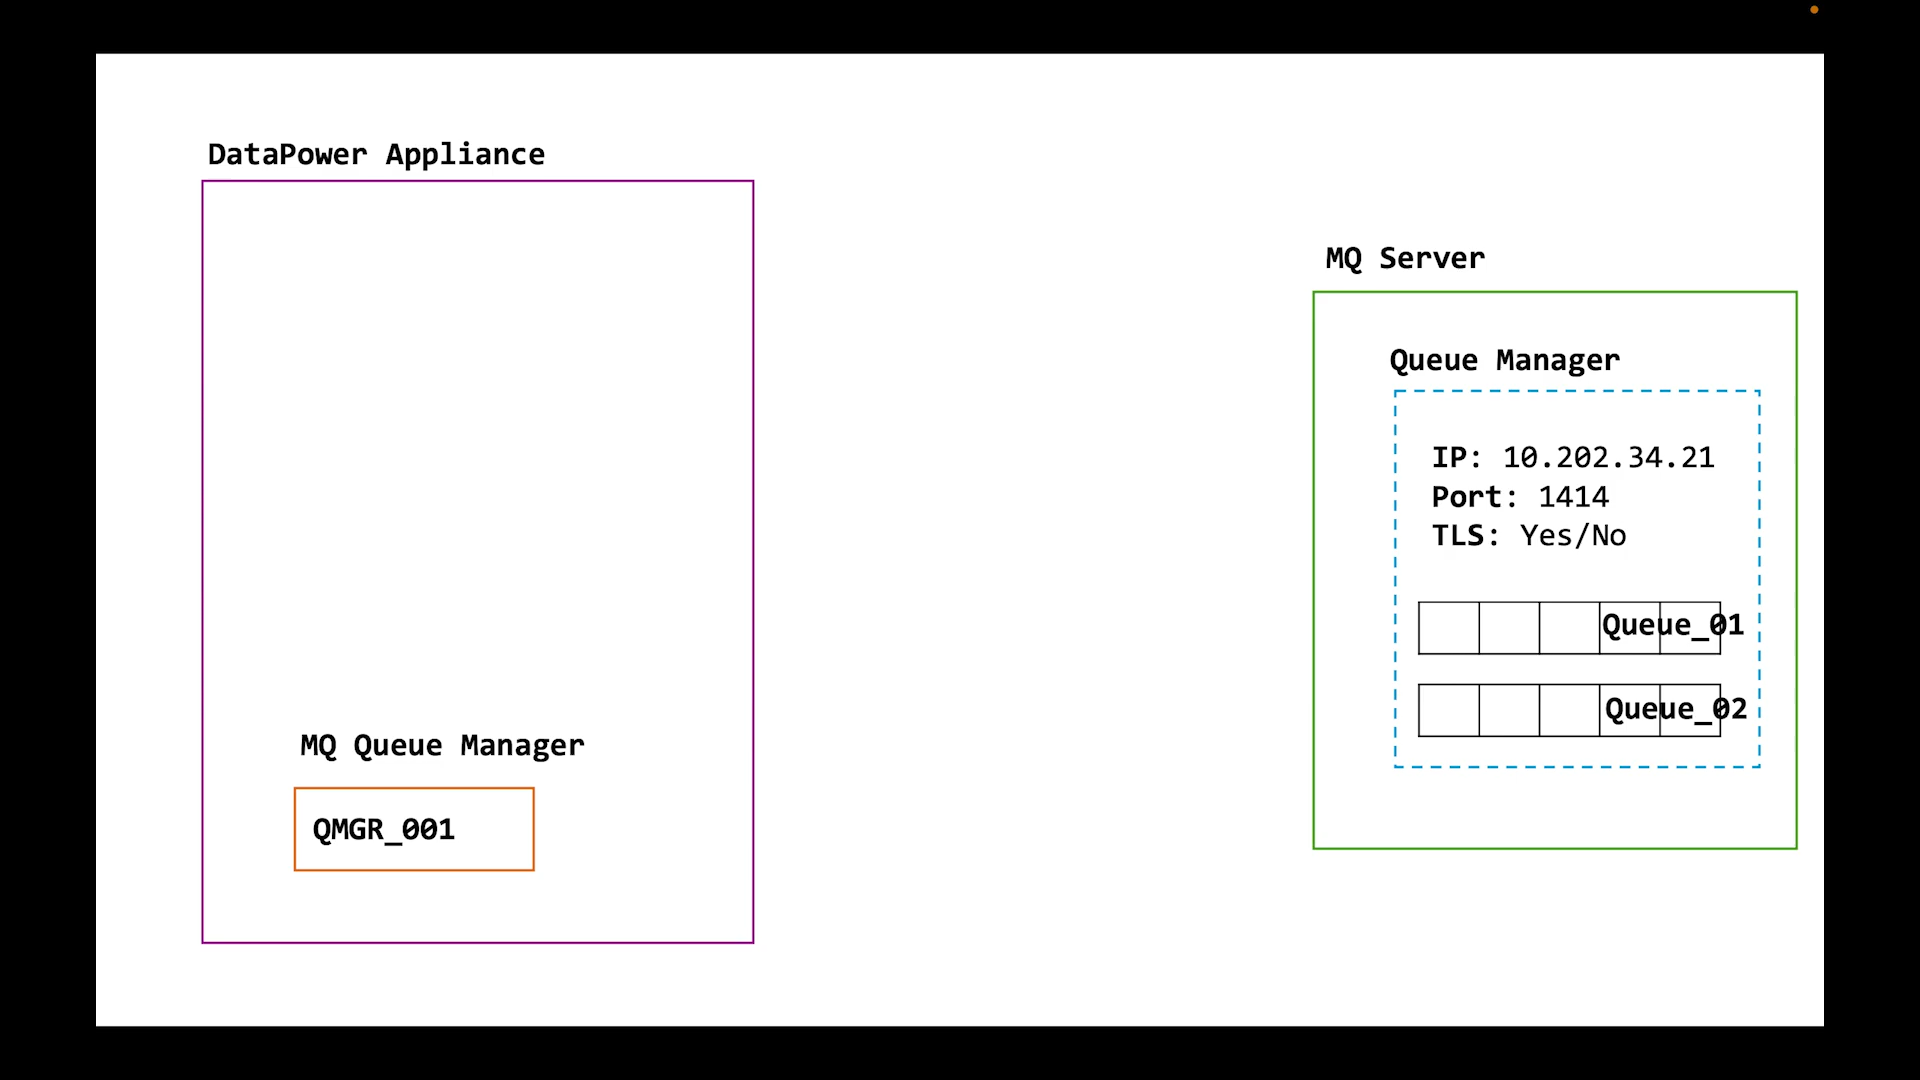 DataPower Appliance
MQ Server
Queue Manager
IP: 10.202.34.21
Port: 1414
TLS: Yes/No
Queue_01
Queue_02
MQ Queue Manager
QMGR_001